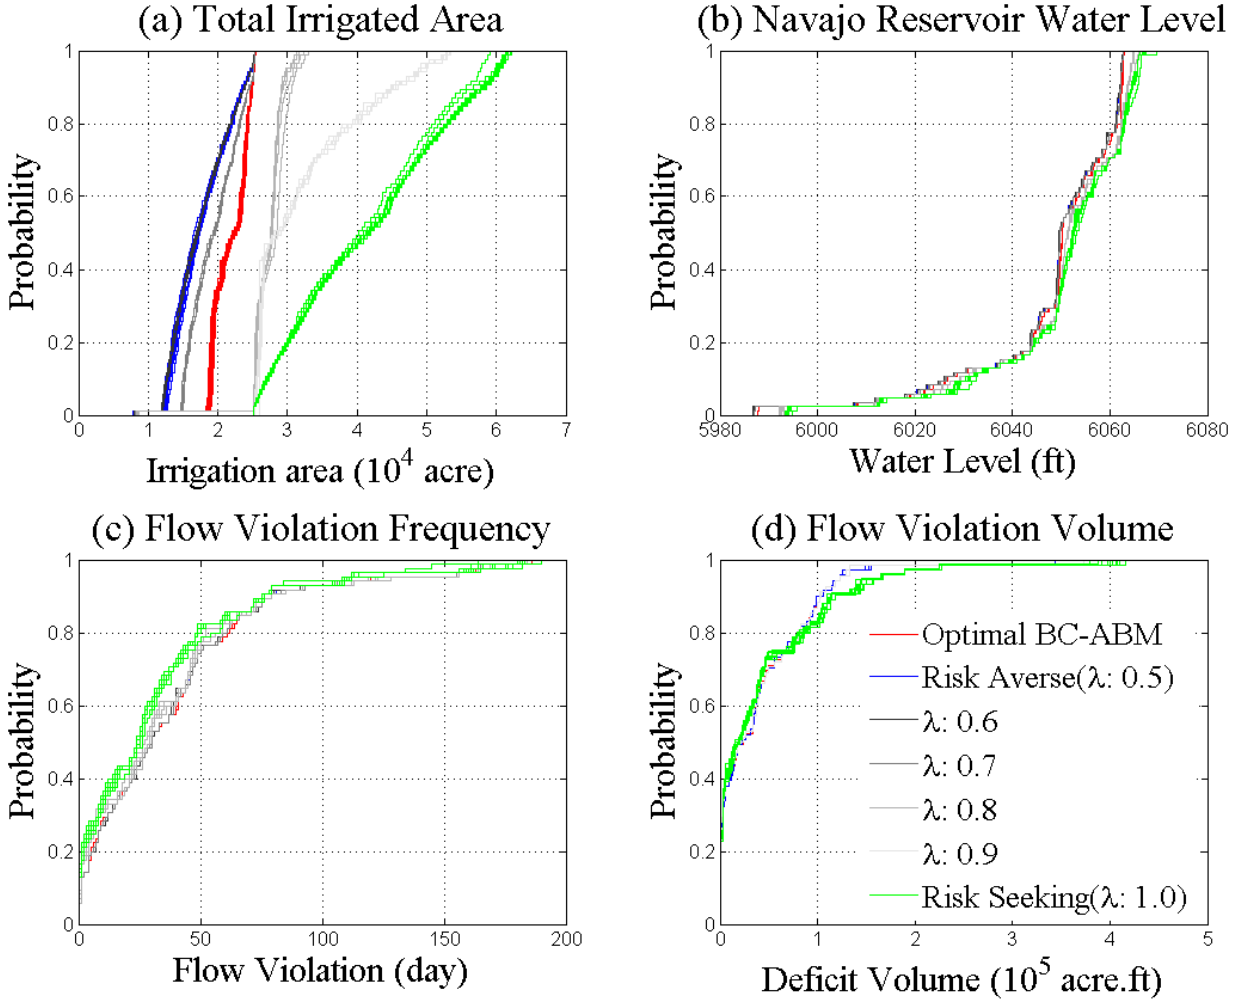 (a) Total Irrigated Area
Probability
1
0.8
0.6
0.4
0.2
0
0 1 2 3 4 5 6 7
Irrigation area (10^4 acre)
(b) Navajo Reservoir Water Level
Probability
1
0.8
0.6
0.4
0.2
0
5980 6000 6020 6040 6060 6080
Water Level (ft)
(c) Flow Violation Frequency
Probability
1
0.8
0.6
0.4
0.2
0
0 50 100 150 200
Flow Violation (day)
(d) Flow Violation Volume
Probability
1
0.8
0.6
0.4
0.2
0
Optimal BC-ABM
Risk Averse(λ: 0.5)
λ: 0.6
λ: 0.7
λ: 0.8
λ: 0.9
Risk Seeking(λ: 1.0)
0 1 2 3 4 5
Deficit Volume (10^5 acre.ft)